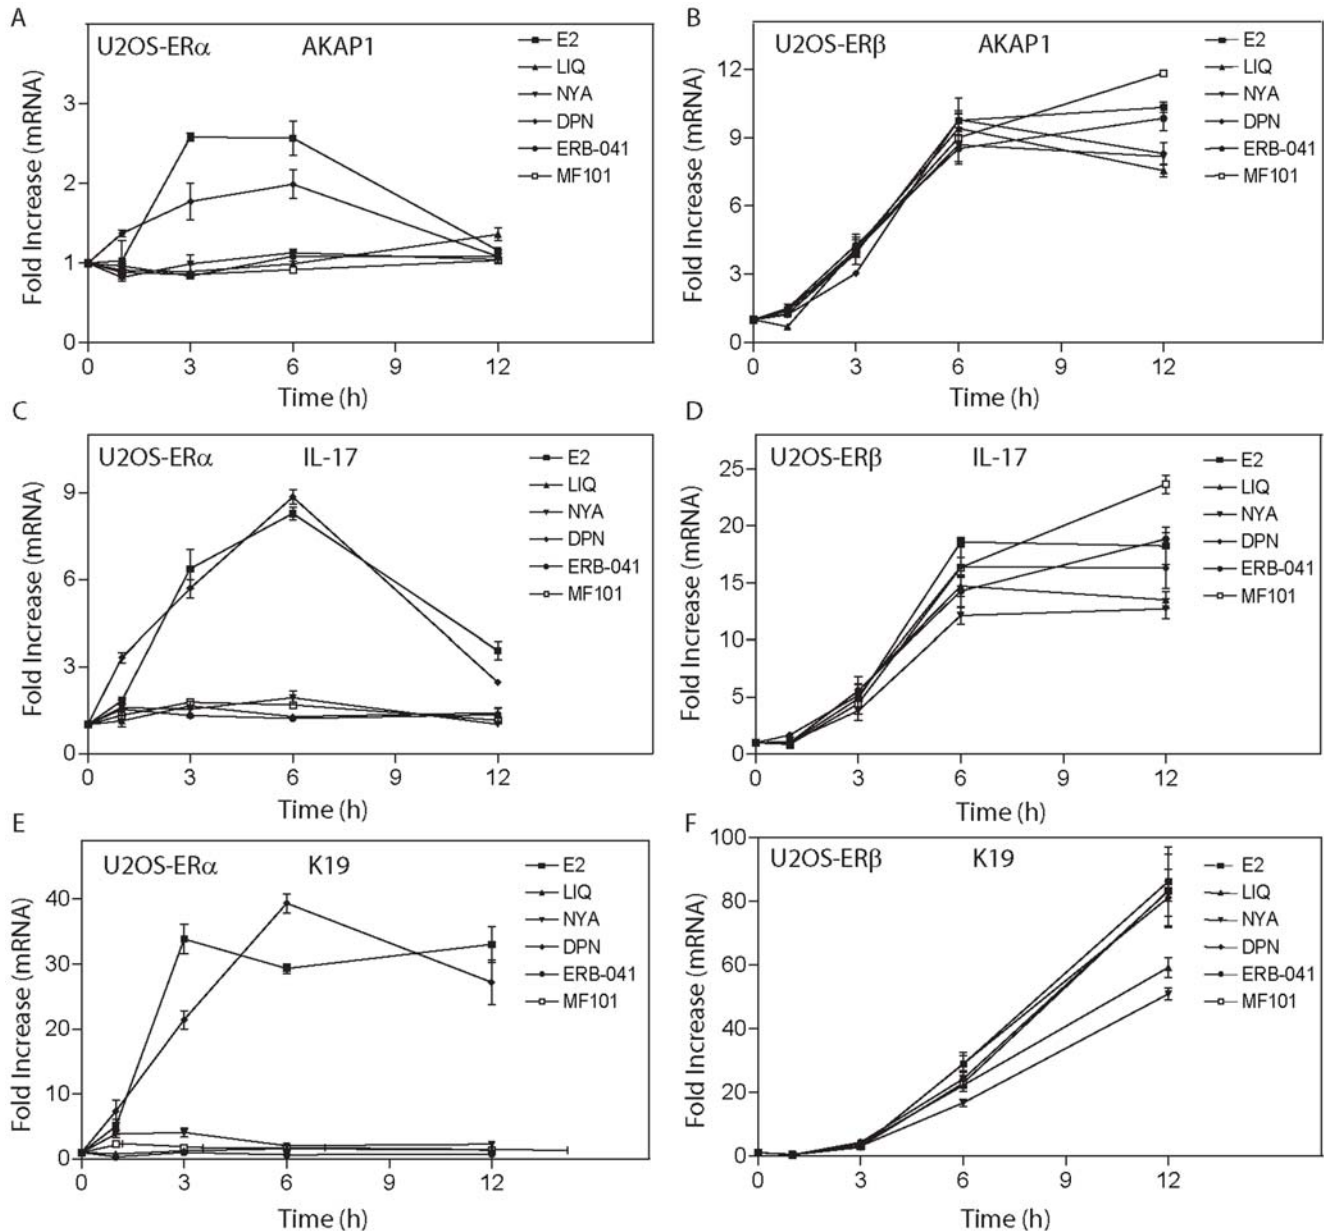 A
U2OS-ERα AKAP1
E2
LIQ
NYA
DPN
ERB-041
MF101
Fold Increase (mRNA)
3
2
1
0
0 3 6 9 12
Time (h)
B
U2OS-ERβ AKAP1
E2
LIQ
NYA
DPN
ERB-041
MF101
Fold Increase (mRNA)
12
9
6
3
0
0 3 6 9 12
Time (h)
C
U2OS-ERα IL-17
E2
LIQ
NYA
DPN
ERB-041
MF101
Fold Increase (mRNA)
9
6
3
0
0 3 6 9 12
Time (h)
D
U2OS-ERβ IL-17
E2
LIQ
NYA
DPN
ERB-041
MF101
Fold Increase (mRNA)
25
20
15
10
5
0
0 3 6 9 12
Time (h)
E
U2OS-ERα K19
E2
LIQ
NYA
DPN
ERB-041
MF101
Fold Increase (mRNA)
40
30
20
10
0
0 3 6 9 12
Time (h)
F
U2OS-ERβ K19
E2
LIQ
NYA
DPN
ERB-041
MF101
Fold Increase (mRNA)
100
80
60
40
20
0
0 3 6 9 12
Time (h)